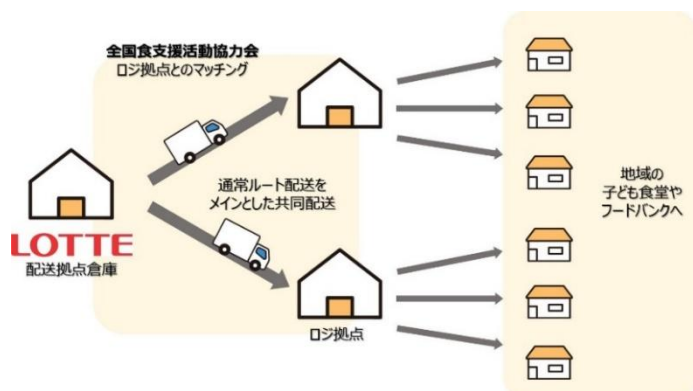 全国食支援活動協力会
ロジ拠点とのマッチング
通常ルート配送を
メインとした共同配送
LOTTE
配送拠点倉庫
ロジ拠点
地域の
子ども食堂や
フードバンクへ